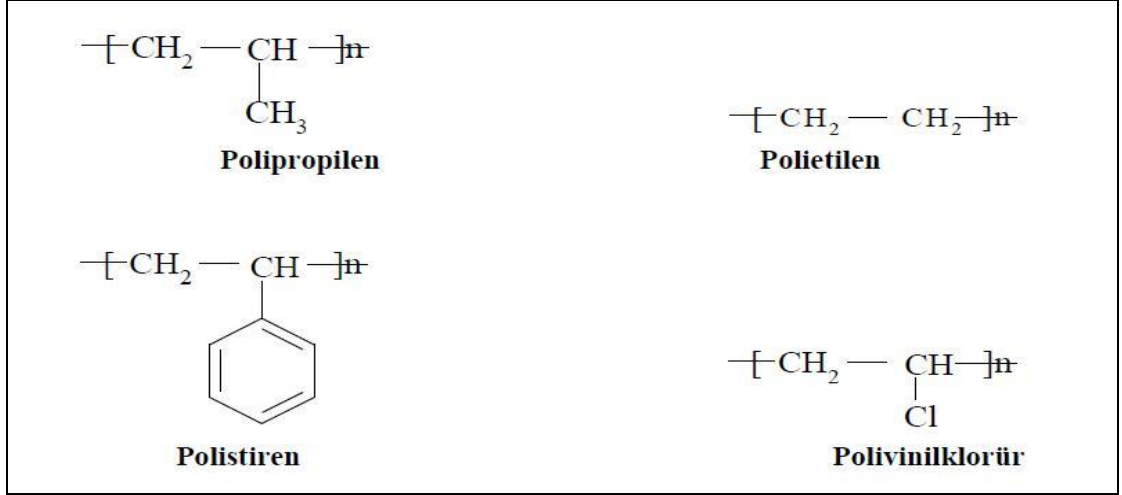 -[CH₂ — CH -]n
CH₃
Polipropilen
-[CH₂ — CH₂-]n
Polietilen
-[CH₂ — CH -]n
Polistiren
-[CH₂ — CH-]n
Cl
Polivinilklorür